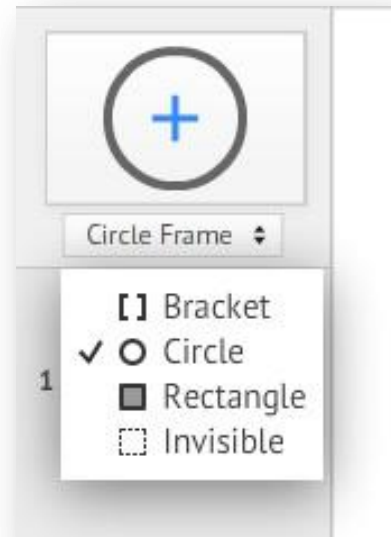 Circle Frame
Bracket
Circle
1
Rectangle
Invisible